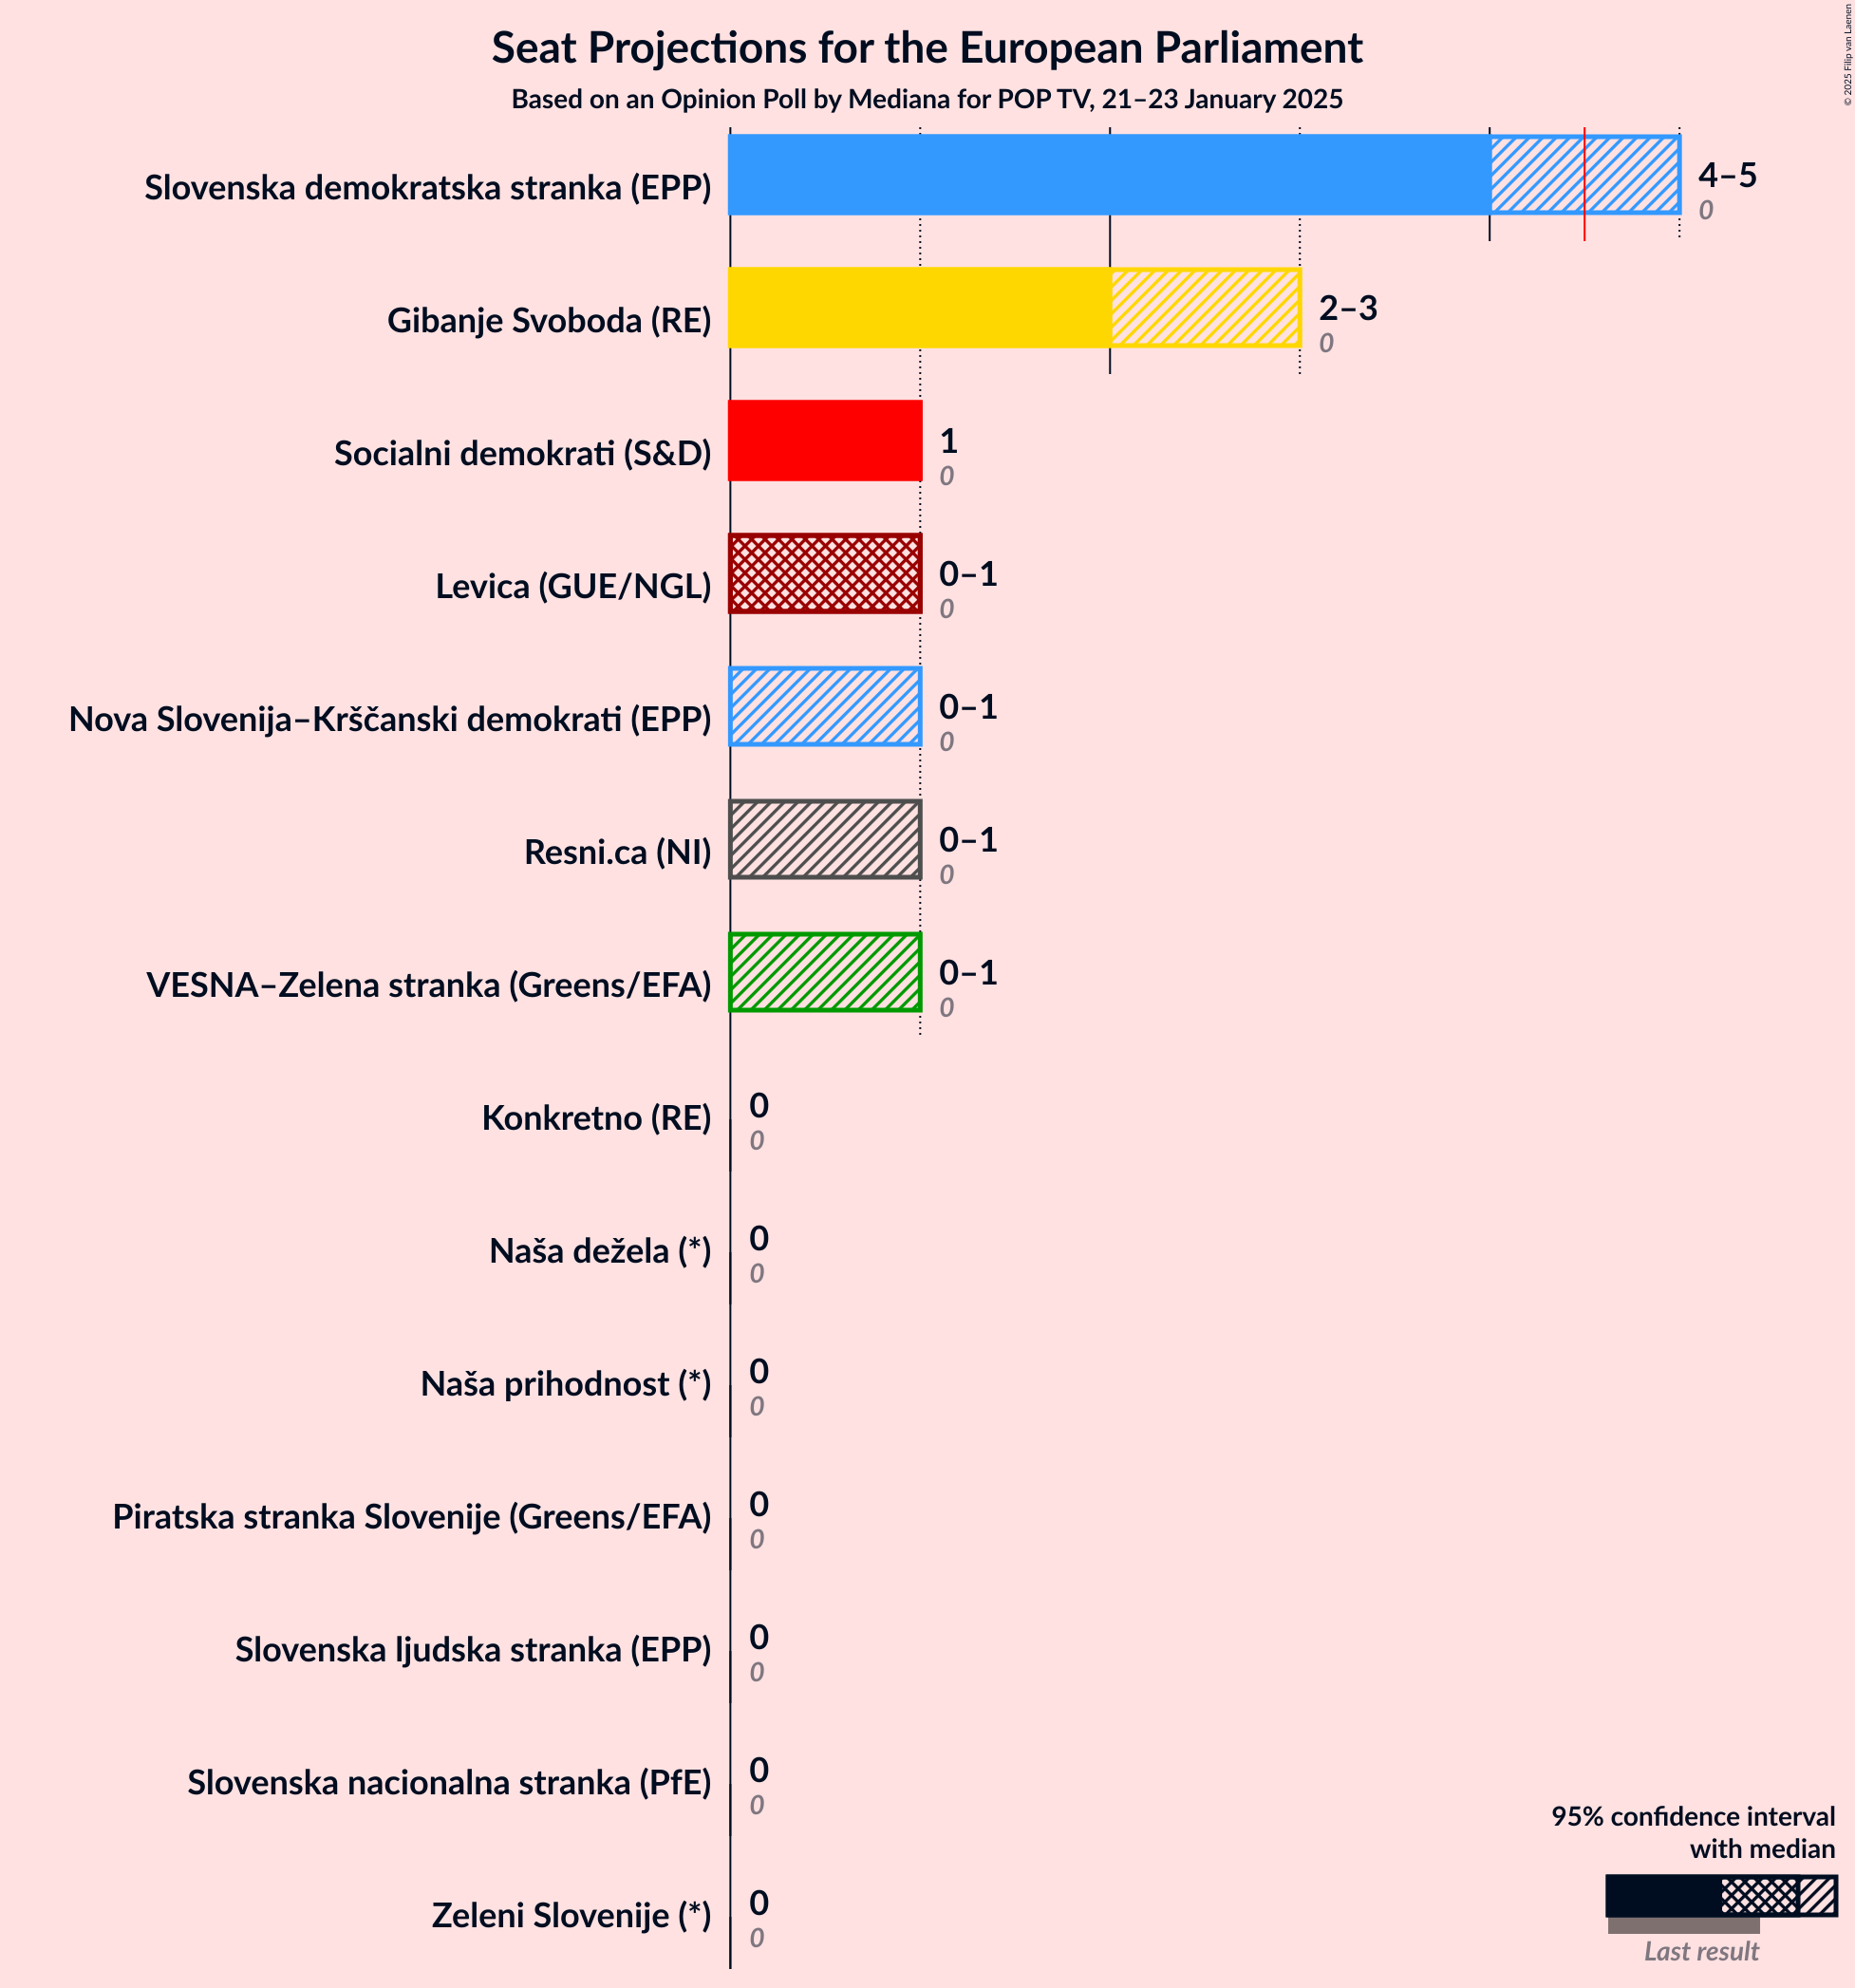 Seat Projections for the European Parliament
Based on an Opinion Poll by Mediana for POP TV, 21–23 January 2025
© 2025 Filip van Laenen
Slovenska demokratska stranka (EPP)
4–5
0
Gibanje Svoboda (RE)
2–3
0
Socialni demokrati (S&D)
1
0
Levica (GUE/NGL)
0–1
0
Nova Slovenija–Krščanski demokrati (EPP)
0–1
0
Resni.ca (NI)
0–1
0
VESNA–Zelena stranka (Greens/EFA)
0–1
0
Konkretno (RE)
0
0
Naša dežela (*)
0
0
Naša prihodnost (*)
0
0
Piratska stranka Slovenije (Greens/EFA)
0
0
Slovenska ljudska stranka (EPP)
0
0
Slovenska nacionalna stranka (PfE)
0
0
Zeleni Slovenije (*)
0
0
95% confidence interval
with median
Last result